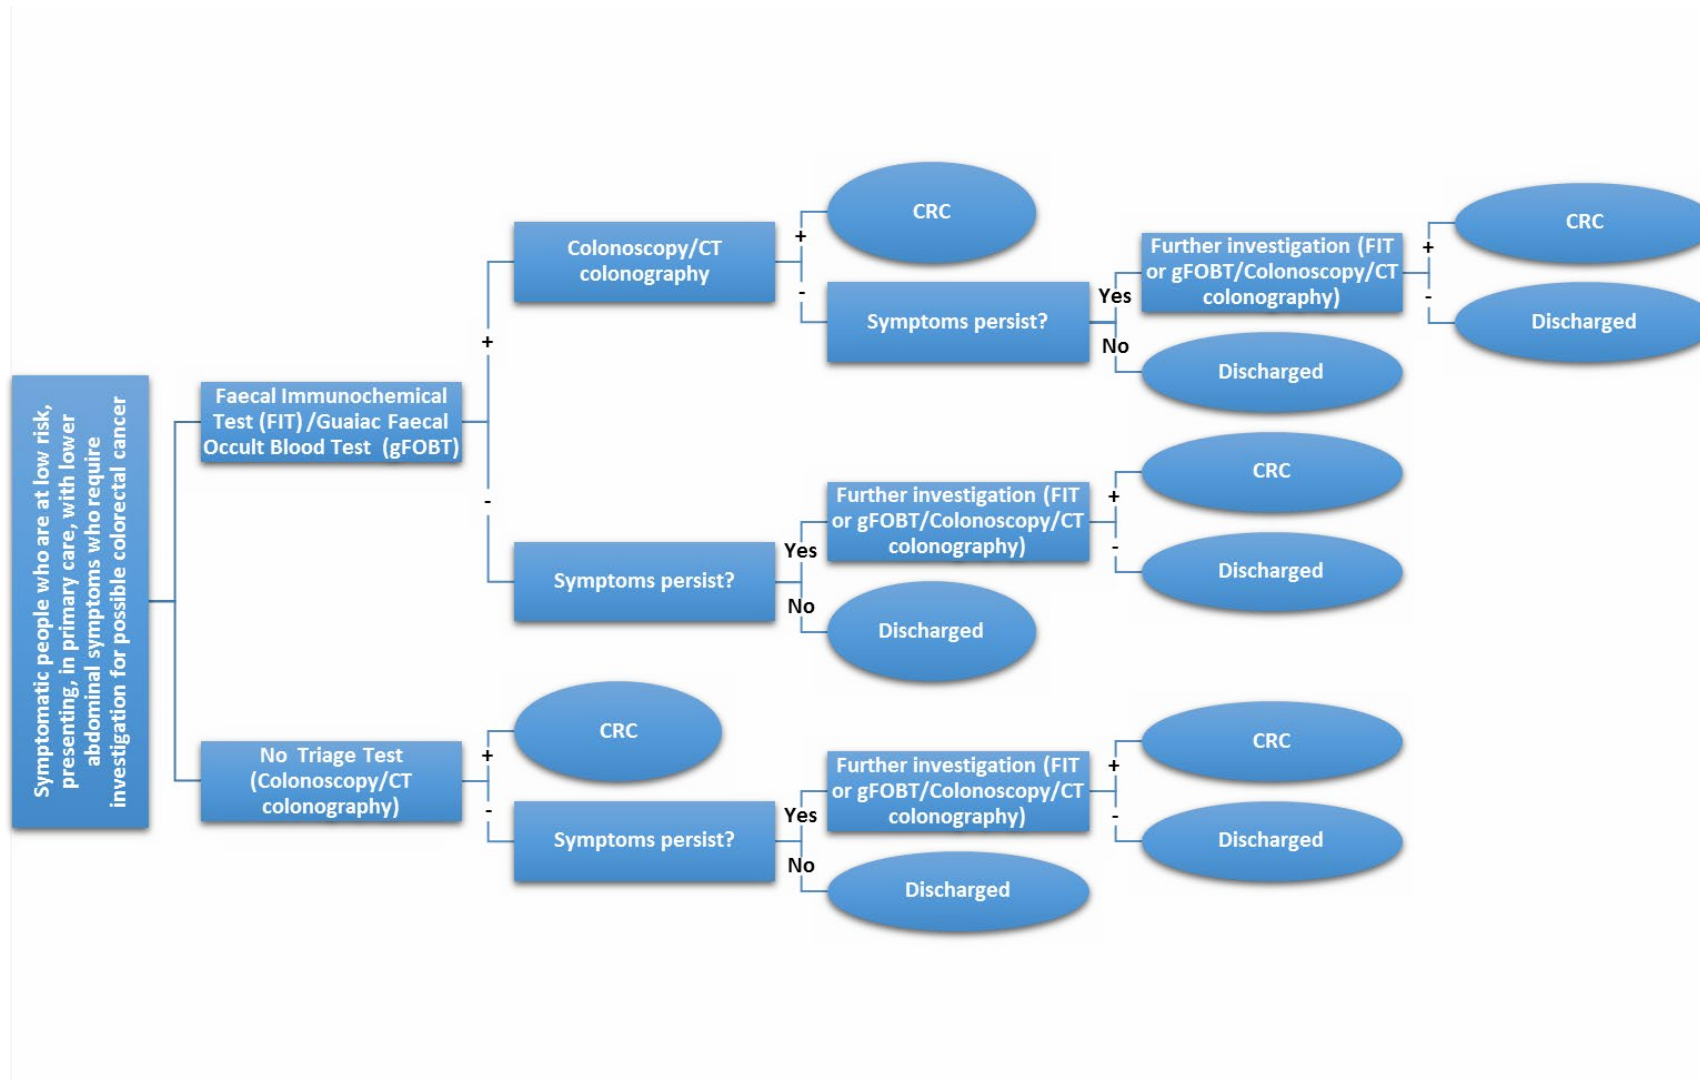 Symptomatic people who are at low risk,
presenting, in primary care, with lower
abdominal symptoms who require
investigation for possible colorectal cancer
Faecal Immunochemical
Test (FIT) /Guaiac Faecal
Occult Blood Test (gFOBT)
+
-
Colonoscopy/CT
colonography
+
-
CRC
Symptoms persist?
Yes
No
Further investigation (FIT
or gFOBT/Colonoscopy/CT
colonography)
+
-
CRC
Discharged
Discharged
Symptoms persist?
Yes
No
Further investigation (FIT
or gFOBT/Colonoscopy/CT
colonography)
+
-
CRC
Discharged
Discharged
No Triage Test
(Colonoscopy/CT
colonography)
+
-
CRC
Symptoms persist?
Yes
No
Further investigation (FIT
or gFOBT/Colonoscopy/CT
colonography)
+
-
CRC
Discharged
Discharged